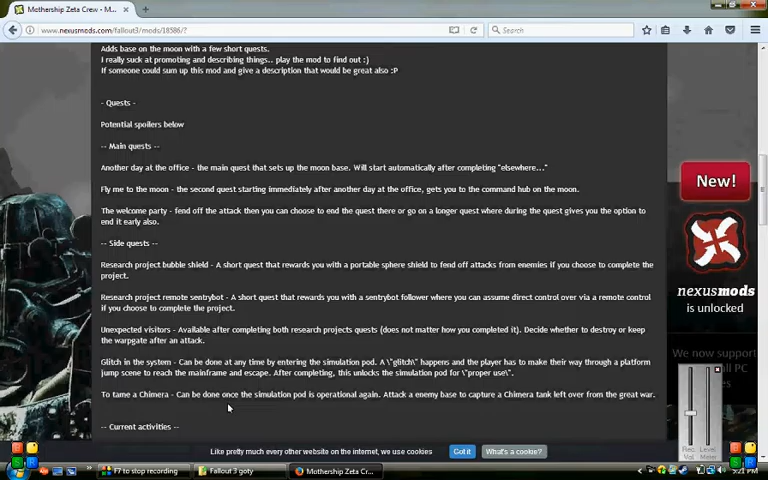 Mothership Zeta Crew - M...
www.nexusmods.com/fallout3/mods/18586/?
Search
Adds base on the moon with a few short quests.
I really suck at promoting and describing things.. play the mod to find out :)
If someone could sum up this mod and give a description that would be great also :P
- Quests -
Potential spoilers below
-- Main quests --
Another day at the office - the main quest that sets up the moon base. Will start automatically after completing "elsewhere..."
Fly me to the moon - the second quest starting immediately after another day at the office, gets you to the command hub on the moon.
The welcome party - fend off the attack then you can choose to end the quest there or go on a longer quest where during the quest gives you the option to
end it early also.
-- Side quests --
Research project bubble shield - A short quest that rewards you with a portable sphere shield to fend off attacks from enemies if you choose to complete the
project.
Research project remote sentrybot - A short quest that rewards you with a sentrybot follower where you can assume direct control over via a remote control
if you choose to complete the project.
Unexpected visitors - Available after completing both research projects quests (does not matter how you completed it). Decide whether to destroy or keep
the warpgate after an attack.
Glitch in the system - Can be done at any time by entering the simulation pod. A \"glitch\" happens and the player has to make their way through a platform
jump scene to reach the mainframe and escape. After completing, this unlocks the simulation pod for \"proper use\".
To tame a Chimera - Can be done once the simulation pod is operational again. Attack a enemy base to capture a Chimera tank left over from the great war.
-- Current activities --
New!
nexusmods
is unlocked
We now suppo
all PC
es
Rec. Vol
Level Meter
Like pretty much every other website on the internet, we use cookies
Got it
What's a cookie?
Start
F7 to stop recording
Fallout 3 goty
Mothership Zeta Cre...
5:21 PM